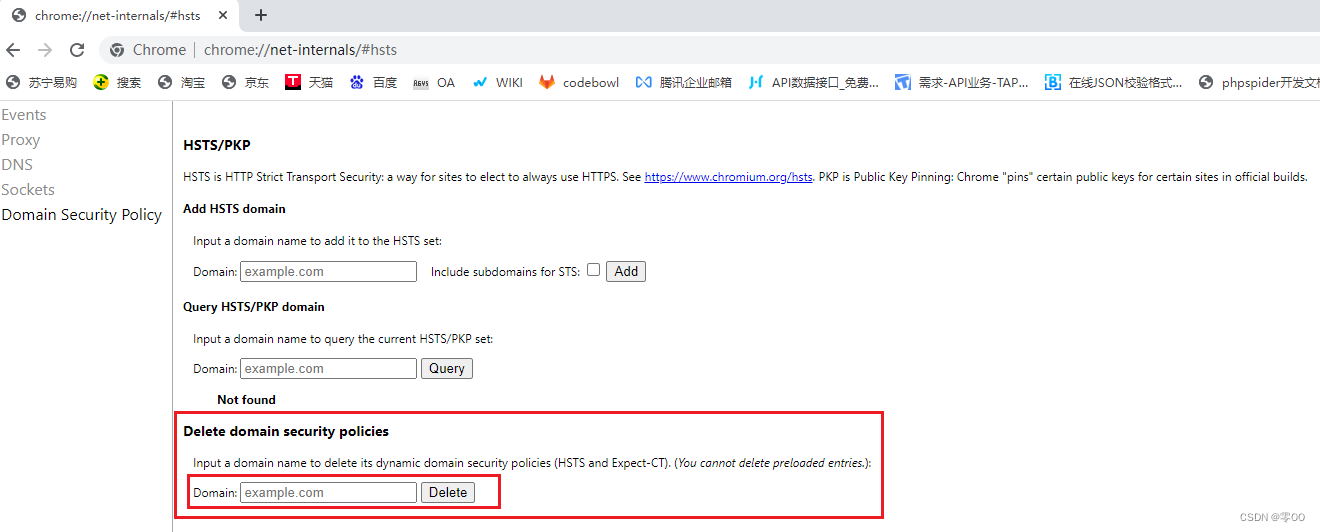 chrome://net-internals/#hsts
Chrome | chrome://net-internals/#hsts
苏宁易购 搜索 淘宝 京东 天猫 百度 OA WIKI codebowl 腾讯企业邮箱 API数据接口_免费... 需求-API业务-TAP... 在线JSON校验格式... phpspider开发文档
Events
Proxy
DNS
Sockets
Domain Security Policy
HSTS/PKP
HSTS is HTTP Strict Transport Security: a way for sites to elect to always use HTTPS. See https://www.chromium.org/hsts. PKP is Public Key Pinning: Chrome "pins" certain public keys for certain sites in official builds.
Add HSTS domain
Input a domain name to add it to the HSTS set:
Domain: example.com Include subdomains for STS: Add
Query HSTS/PKP domain
Input a domain name to query the current HSTS/PKP set:
Domain: example.com Query
Not found
Delete domain security policies
Input a domain name to delete its dynamic domain security policies (HSTS and Expect-CT). (You cannot delete preloaded entries.):
Domain: example.com Delete
CSDN @零OO